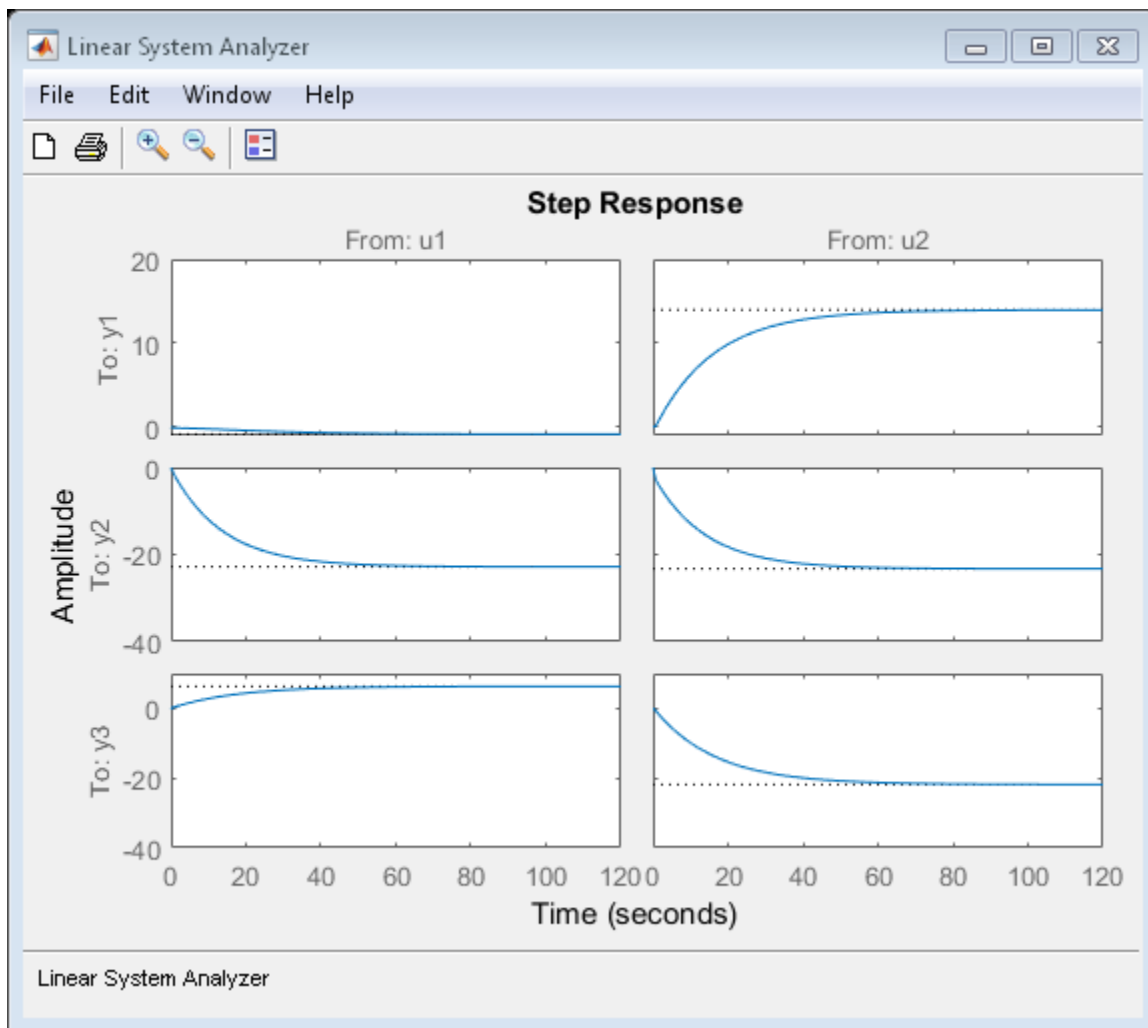 Linear System Analyzer
File Edit Window Help
Step Response
From: u1 From: u2
20
10
0
To: y1
0
-20
-40
To: y2
Amplitude
0
-20
-40
To: y3
0 20 40 60 80 100 120 0 20 40 60 80 100 120
Time (seconds)
Linear System Analyzer